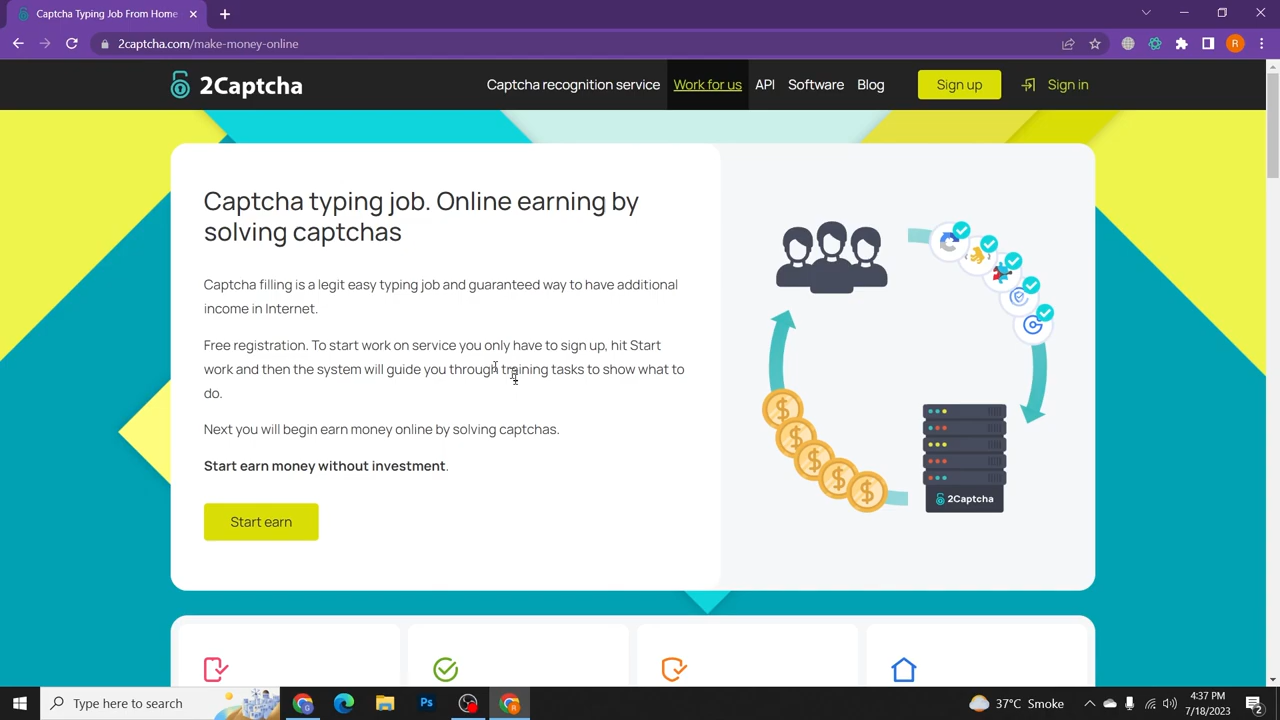 Captcha Typing Job From Home
2captcha.com/make-money-online
R
2Captcha
Captcha recognition service
Work for us
API
Software
Blog
Sign up
Sign in
Captcha typing job. Online earning by
solving captchas
Captcha filling is a legit easy typing job and guaranteed way to have additional
income in Internet.
Free registration. To start work on service you only have to sign up, hit Start
work and then the system will guide you through training tasks to show what to
do.
Next you will begin earn money online by solving captchas.
Start earn money without investment.
Start earn
2Captcha
Type here to search
Ps
37°C Smoke
4:37 PM
7/18/2023
2